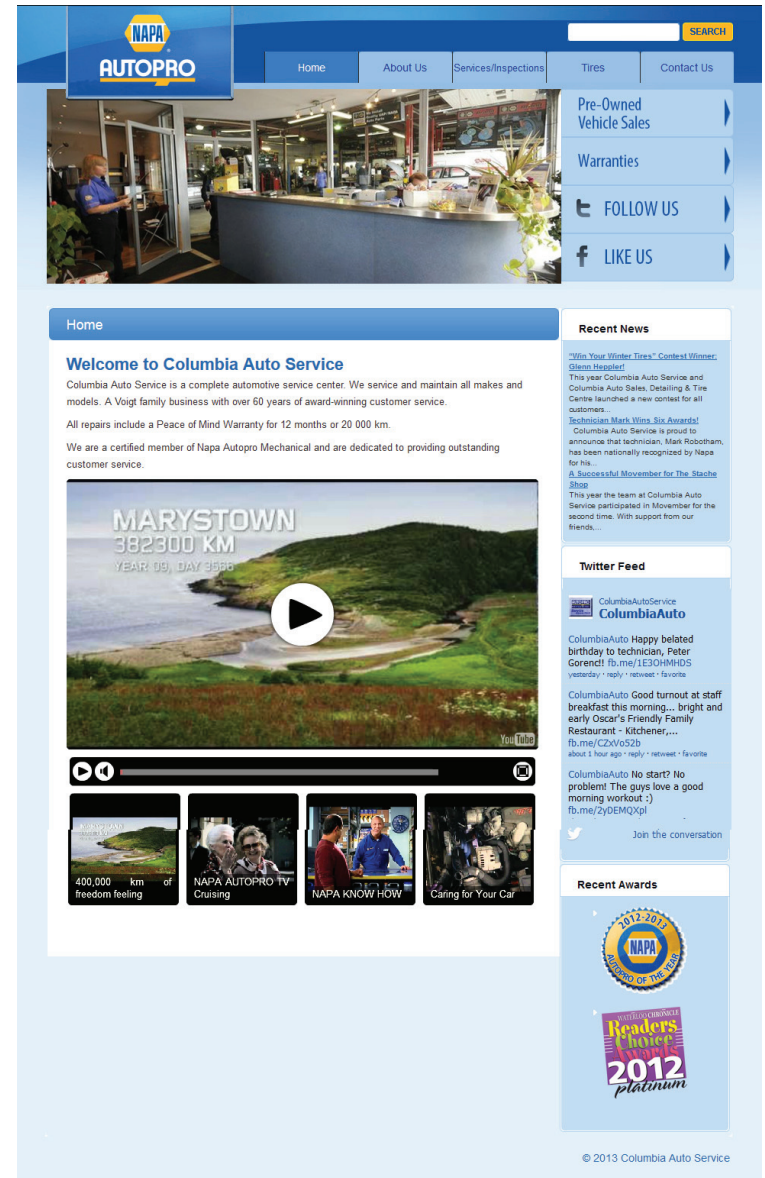 NAPA
AUTOPRO
SEARCH
Home
About Us
Services/Inspections
Tires
Contact Us
Pre-Owned
Vehicle Sales
Warranties
FOLLOW US
LIKE US
Home
Welcome to Columbia Auto Service
Columbia Auto Service is a complete automotive service center. We service and maintain all makes and
models. A Voigt family business with over 60 years of award-winning customer service.
All repairs include a Peace of Mind Warranty for 12 months or 20 000 km.
We are a certified member of Napa Autopro Mechanical and are dedicated to providing outstanding
customer service.
MARYSTOWN
382300 KM
YEAR 09, DAY 3566
YouTube
400,000 km of
freedom feeling
NAPA AUTOPRO TV
Cruising
NAPA KNOW HOW
Caring for Your Car
Recent News
"Win Your Winter Tires" Contest Winner:
Glenn Heppler!
This year Columbia Auto Service and
Columbia Auto Sales, Detailing & Tire
Centre launched a new contest for all
customers...
Technician Mark Wins Six Awards!
Columbia Auto Service is proud to
announce that technician, Mark Robotham,
has been nationally recognized by Napa
for his...
A Successful Movember for The Stache
Shop
This year the team at Columbia Auto
Service participated in Movember for the
second time. With support from our
friends,...
Twitter Feed
ColumbiaAutoService
ColumbiaAuto
ColumbiaAuto Happy belated
birthday to technician, Peter
Gorenc!! fb.me/1E3OHMHDS
yesterday · reply · retweet · favorite
ColumbiaAuto Good turnout at staff
breakfast this morning... bright and
early Oscar's Friendly Family
Restaurant - Kitchener,...
fb.me/CZxVo52b
about 1 hour ago · reply · retweet · favorite
ColumbiaAuto No start? No
problem! The guys love a good
morning workout :)
fb.me/2yDEMQXpl
Join the conversation
Recent Awards
2012-2013
NAPA
AUTOPRO OF THE YEAR
WATERLOO CHRONICLE
Readers
Choice
Awards
2012
platinum
© 2013 Columbia Auto Service